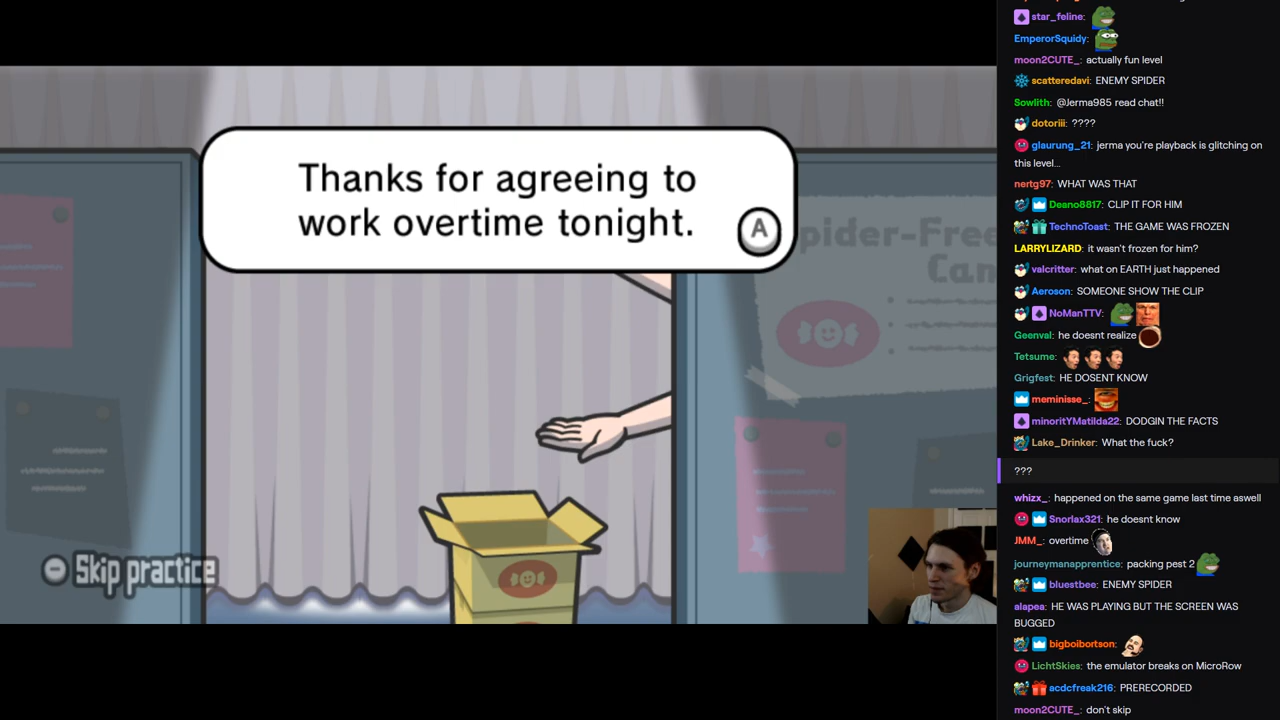 Thanks for agreeing to
work overtime tonight.
A
Spider-Free
Can
Skip practice
star_feline:
EmperorSquidy:
moon2CUTE_: actually fun level
scatteredavi: ENEMY SPIDER
Sowlith: @Jerma985 read chat!!
dotoriii: ????
glaurung_21: jerma you're playback is glitching on
this level...
nertg97: WHAT WAS THAT
Deano8817: CLIP IT FOR HIM
TechnoToast: THE GAME WAS FROZEN
LARRYLIZARD: it wasn't frozen for him?
valcritter: what on EARTH just happened
Aeroson: SOMEONE SHOW THE CLIP
NoManTTV:
Geenval: he doesnt realize
Tetsume:
Grigfest: HE DOSENT KNOW
meminisse_:
minoritYMatilda22: DODGIN THE FACTS
Lake_Drinker: What the fuck?
???
whizx_: happened on the same game last time aswell
Snorlax321: he doesnt know
JMM_: overtime
journeymanapprentice: packing pest 2
bluestbee: ENEMY SPIDER
alapea: HE WAS PLAYING BUT THE SCREEN WAS
BUGGED
bigboibortson:
LichtSkies: the emulator breaks on MicroRow
acdcfreak216: PRERECORDED
moon2CUTE_: don't skip